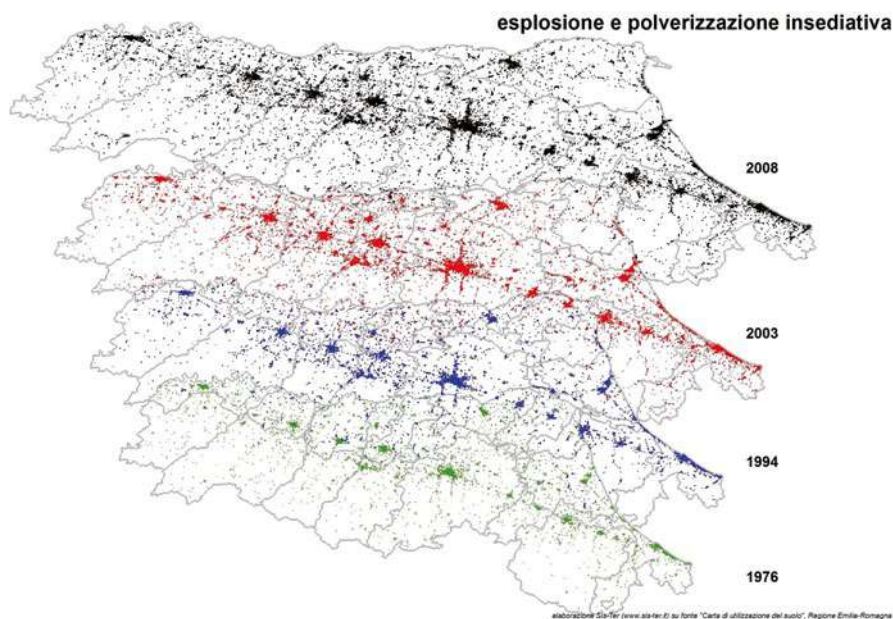 esplosione e polverizzazione insediativa
2008
2003
1994
1976
elaborazione Sis-Ter (www.sis-ter.it) su fonte "Carta di utilizzazione del suolo", Regione Emilia-Romagna